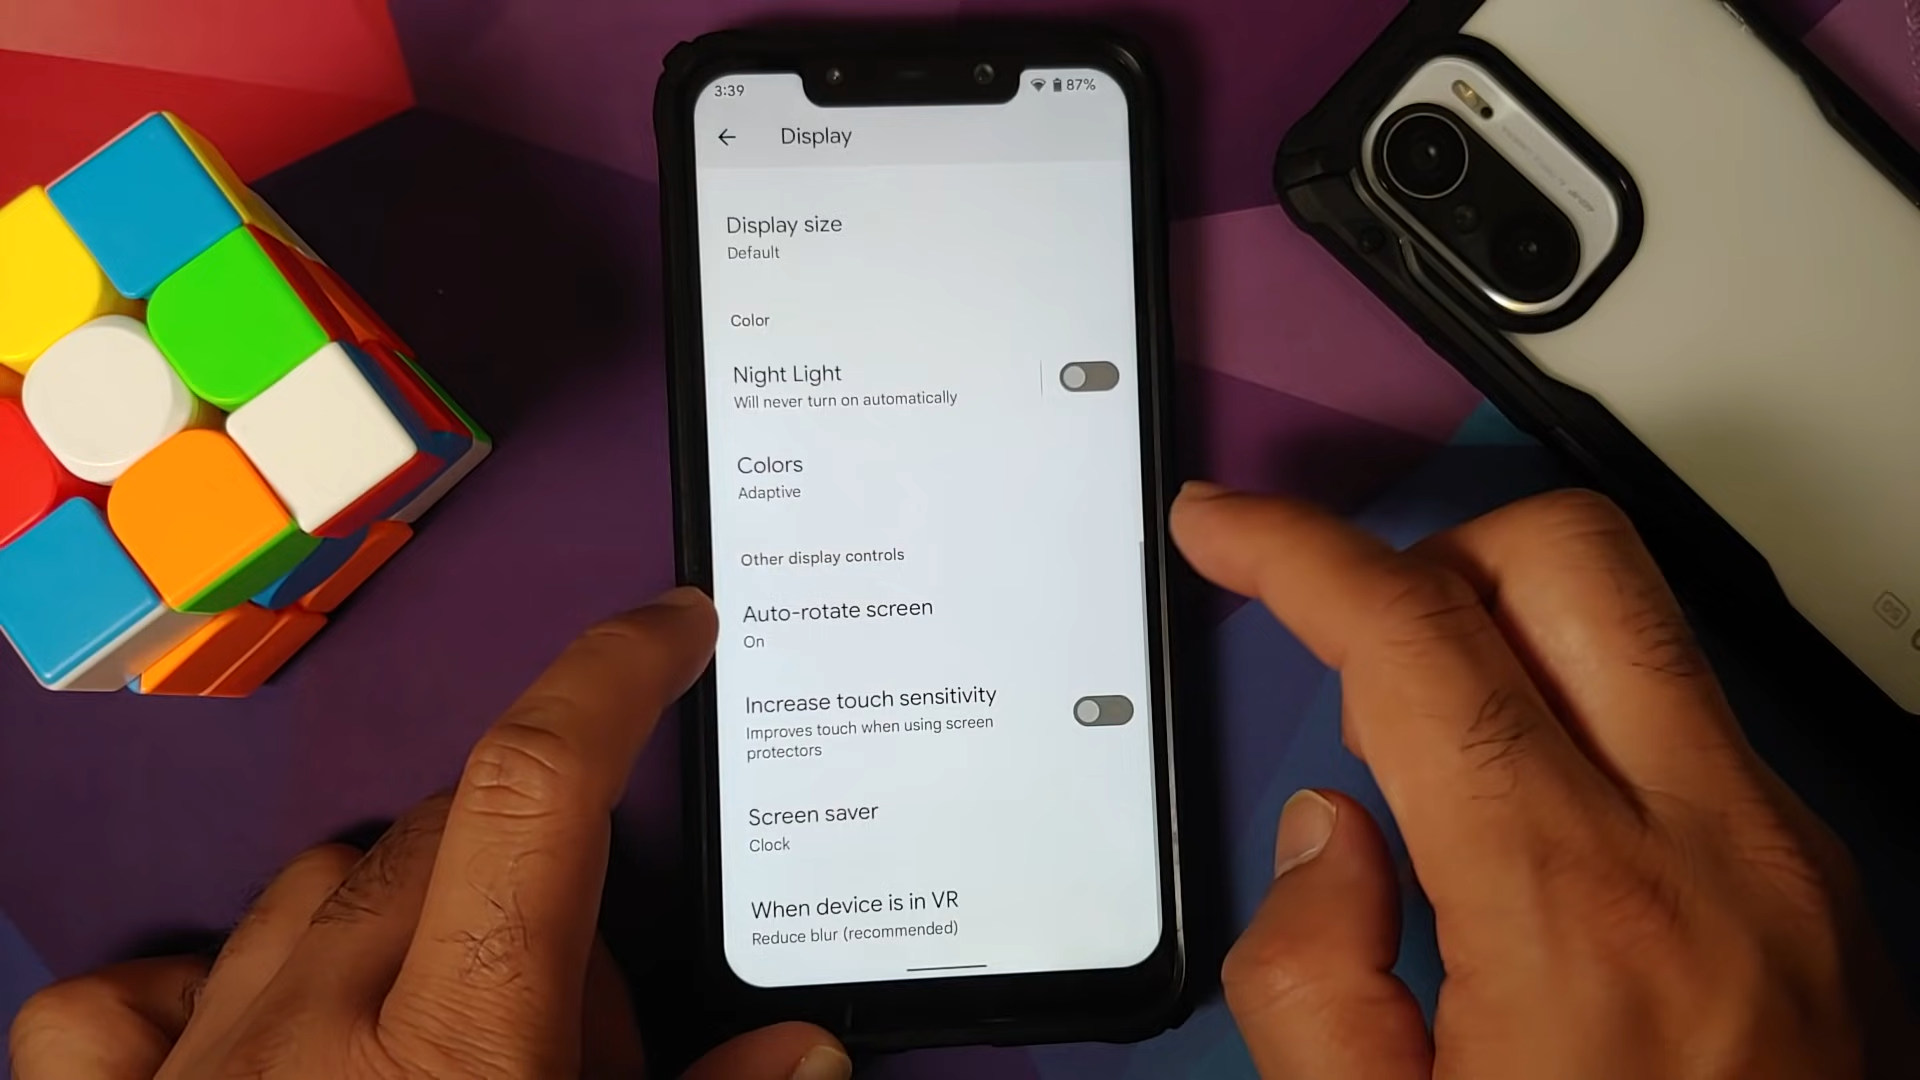 3:39
87%
Display
Display size
Default
Color
Night Light
Will never turn on automatically
Colors
Adaptive
Other display controls
Auto-rotate screen
On
Increase touch sensitivity
Improves touch when using screen
protectors
Screen saver
Clock
When device is in VR
Reduce blur (recommended)